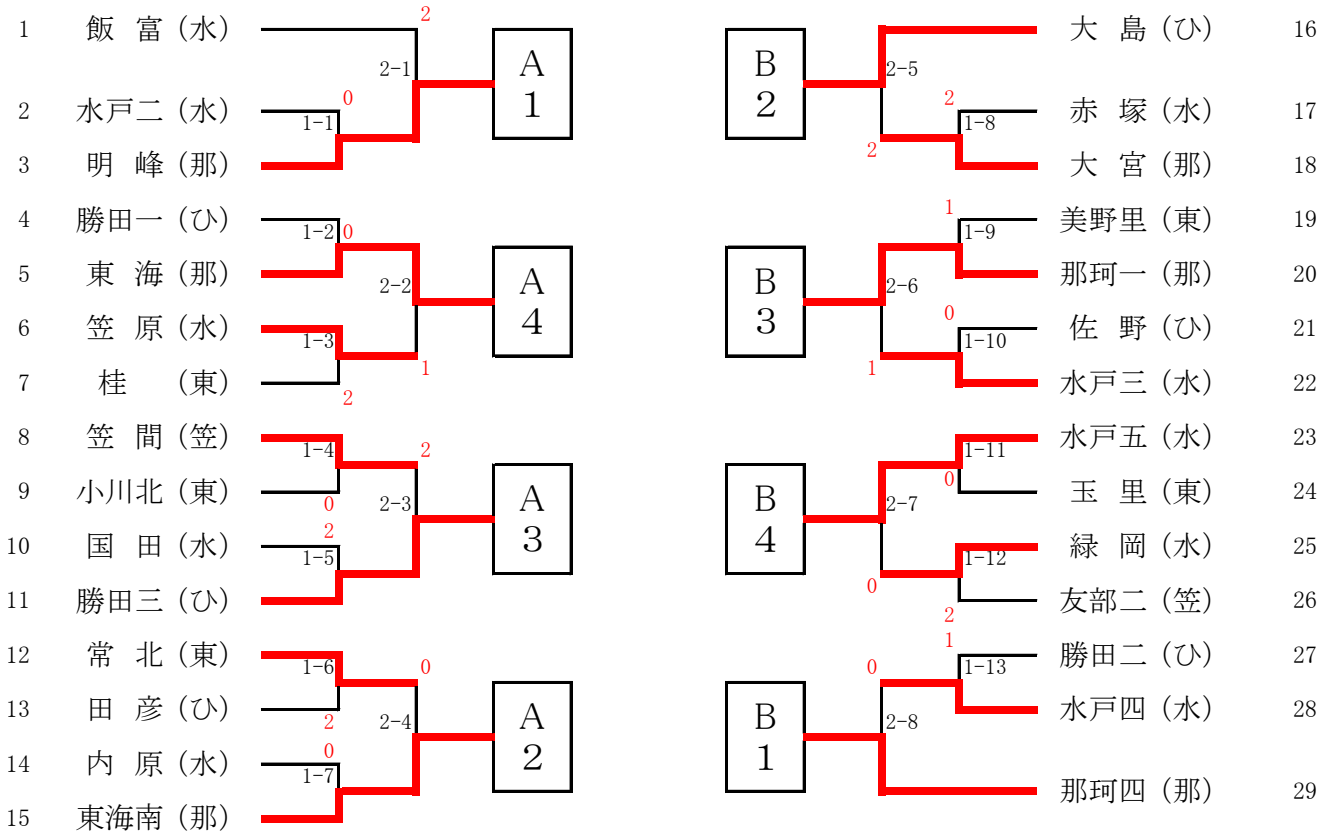 1 飯 富 (水)
2 水戸二 (水)
3 明 峰 (那)
4 勝田一 (ひ)
5 東 海 (那)
6 笠 原 (水)
7 桂 (東)
8 笠 間 (笠)
9 小川北 (東)
10 国 田 (水)
11 勝田三 (ひ)
12 常 北 (東)
13 田 彦 (ひ)
14 内 原 (水)
15 東海南 (那)
2
2-1
0
1-1
1-2
0
2-2
1-3
1
2
1-4
2
0
2-3
2
1-5
1-6
0
2
2-4
0
1-7
A
1
A
4
A
3
A
2
B
2
B
3
B
4
B
1
2-5
2
1-8
2
1
1-9
2-6
0
1-10
1
1-11
0
2-7
1-12
0
2
1
1-13
0
2-8
大 島 (ひ) 16
赤 塚 (水) 17
大 宮 (那) 18
美野里 (東) 19
那珂一 (那) 20
佐 野 (ひ) 21
水戸三 (水) 22
水戸五 (水) 23
玉 里 (東) 24
緑 岡 (水) 25
友部二 (笠) 26
勝田二 (ひ) 27
水戸四 (水) 28
那珂四 (那) 29